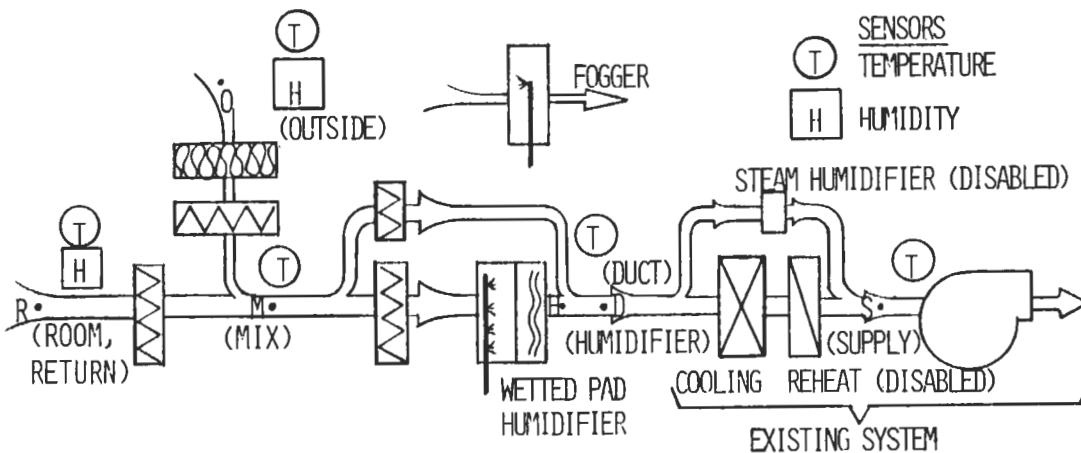 T
H
(OUTSIDE)
O
FOGGER
SENSORS
T TEMPERATURE
H HUMIDITY
STEAM HUMIDIFIER (DISABLED)
T
H
R
(ROOM,
RETURN)
T
M
(MIX)
T
(DUCT)
H
D
(HUMIDIFIER)
T
S
(SUPPLY)
WETTED PAD
HUMIDIFIER
COOLING
REHEAT (DISABLED)
EXISTING SYSTEM